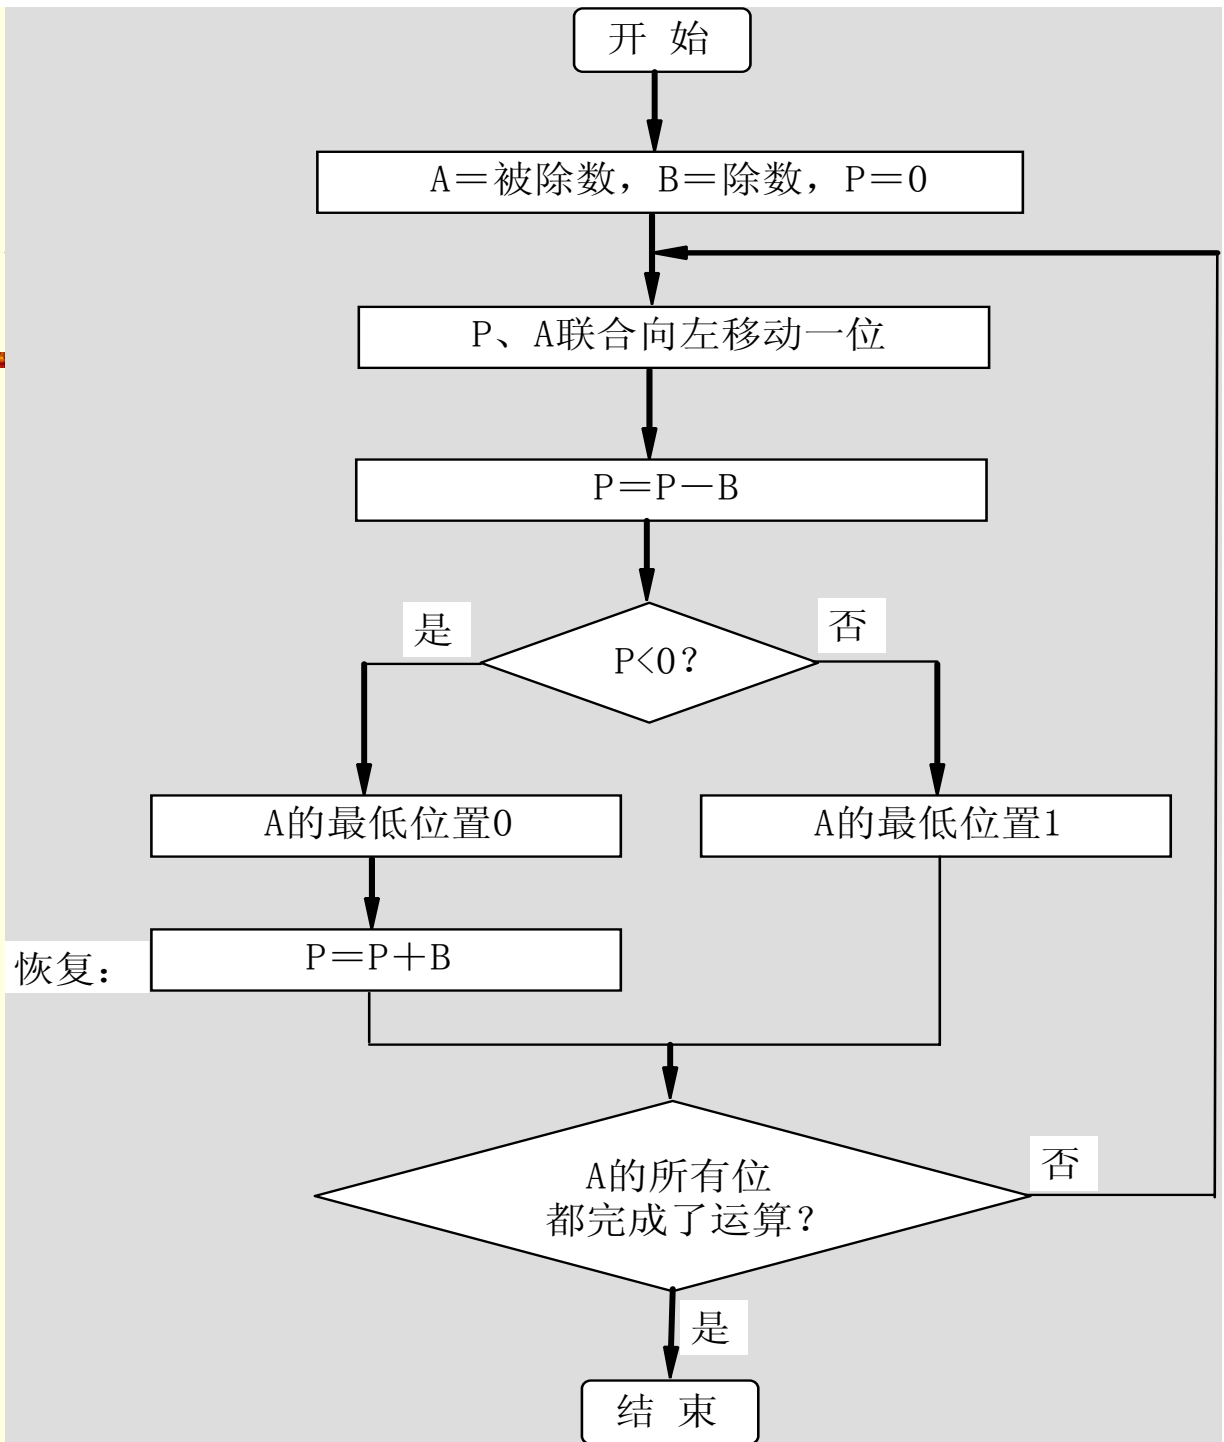 开 始
A＝被除数，B＝除数，P＝0
P、A联合向左移动一位
P＝P－B
是
否
P<0？
A的最低位置0
A的最低位置1
恢复：
P＝P＋B
A的所有位
都完成了运算？
否
是
结 束